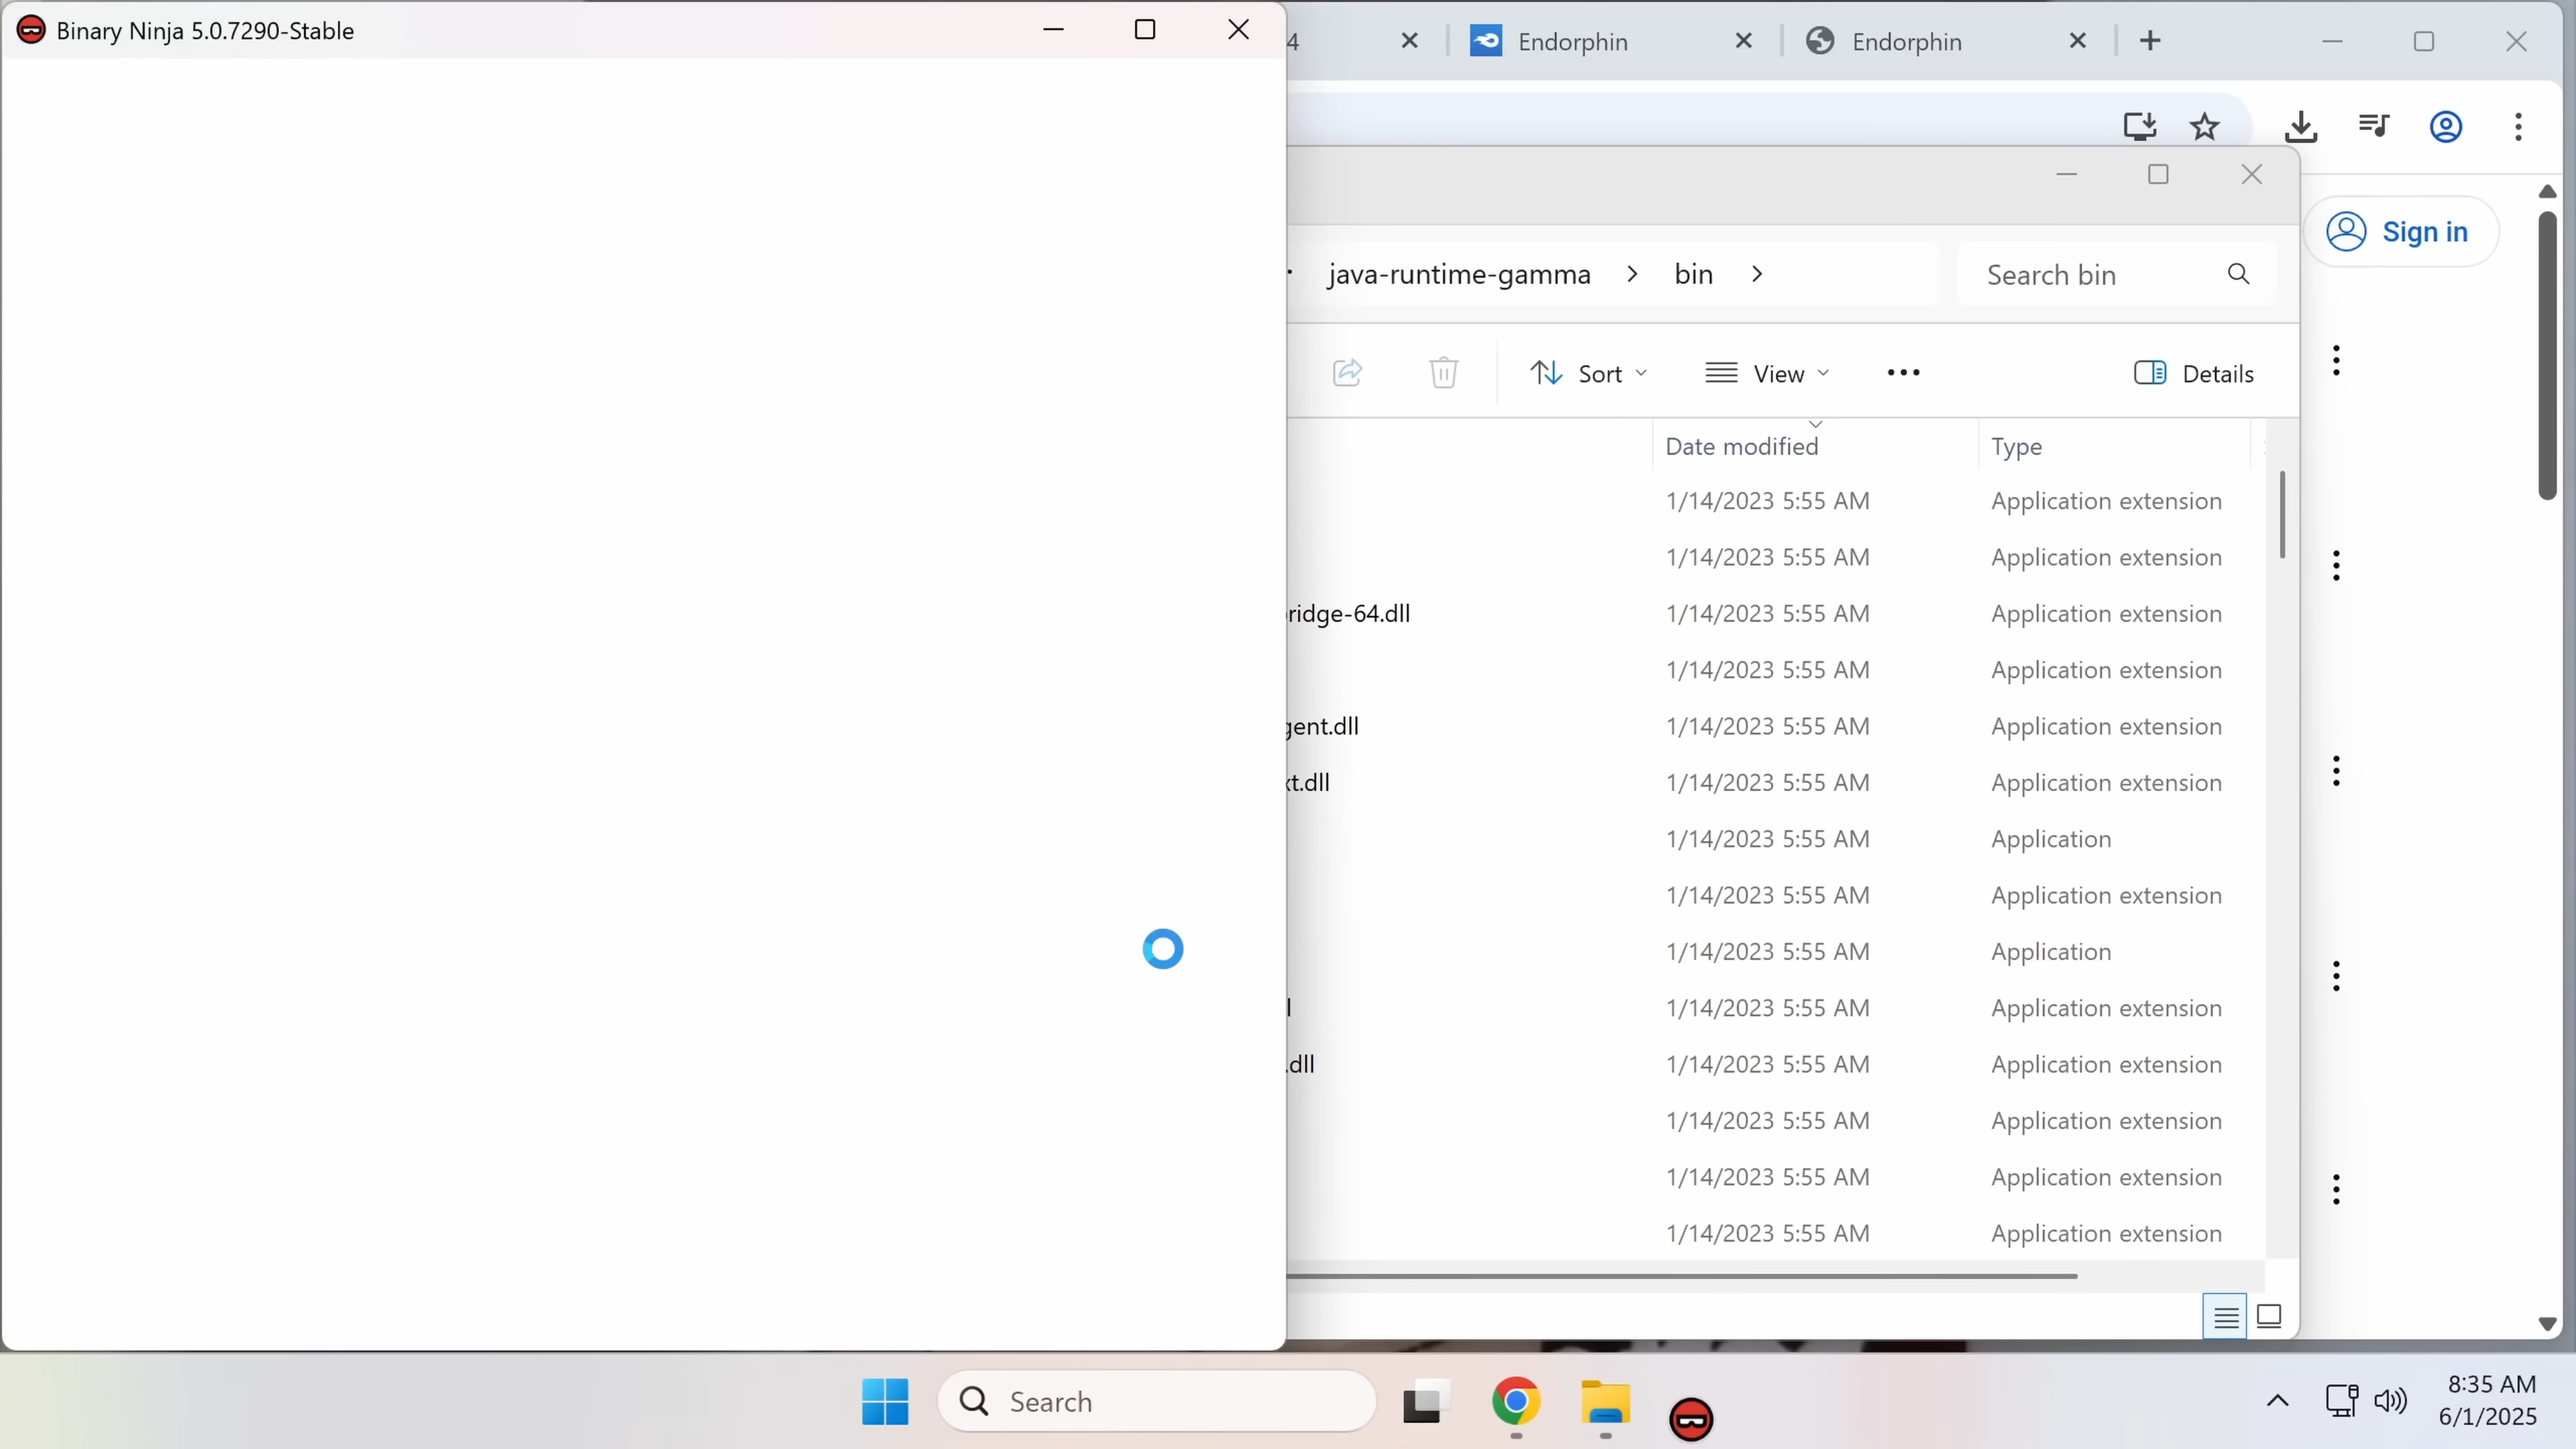 Binary Ninja 5.0.7290-Stable
4
Endorphin
Endorphin
Sign in
java-runtime-gamma
bin
Search bin
Sort
View
Details
Date modified
Type
1/14/2023 5:55 AM
Application extension
1/14/2023 5:55 AM
Application extension
ridge-64.dll
1/14/2023 5:55 AM
Application extension
1/14/2023 5:55 AM
Application extension
gent.dll
1/14/2023 5:55 AM
Application extension
xt.dll
1/14/2023 5:55 AM
Application extension
1/14/2023 5:55 AM
Application
1/14/2023 5:55 AM
Application extension
1/14/2023 5:55 AM
Application
l
1/14/2023 5:55 AM
Application extension
.dll
1/14/2023 5:55 AM
Application extension
1/14/2023 5:55 AM
Application extension
1/14/2023 5:55 AM
Application extension
1/14/2023 5:55 AM
Application extension
Search
8:35 AM
6/1/2025